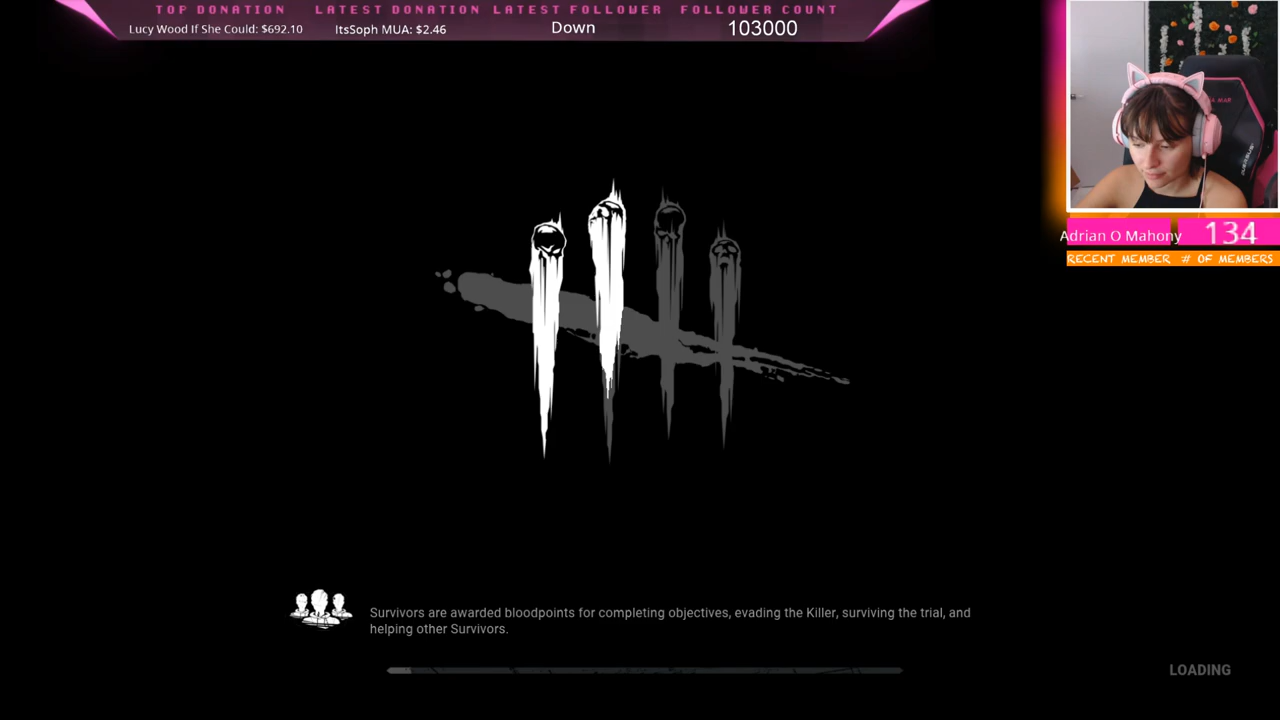 TOP DONATION LATEST DONATION LATEST FOLLOWER FOLLOWER COUNT
Lucy Wood If She Could: $692.10 ItsSoph MUA: $2.46 Down 103000
Adrian O Mahony 134
RECENT MEMBER # OF MEMBERS
Survivors are awarded bloodpoints for completing objectives, evading the Killer, surviving the trial, and
helping other Survivors.
LOADING